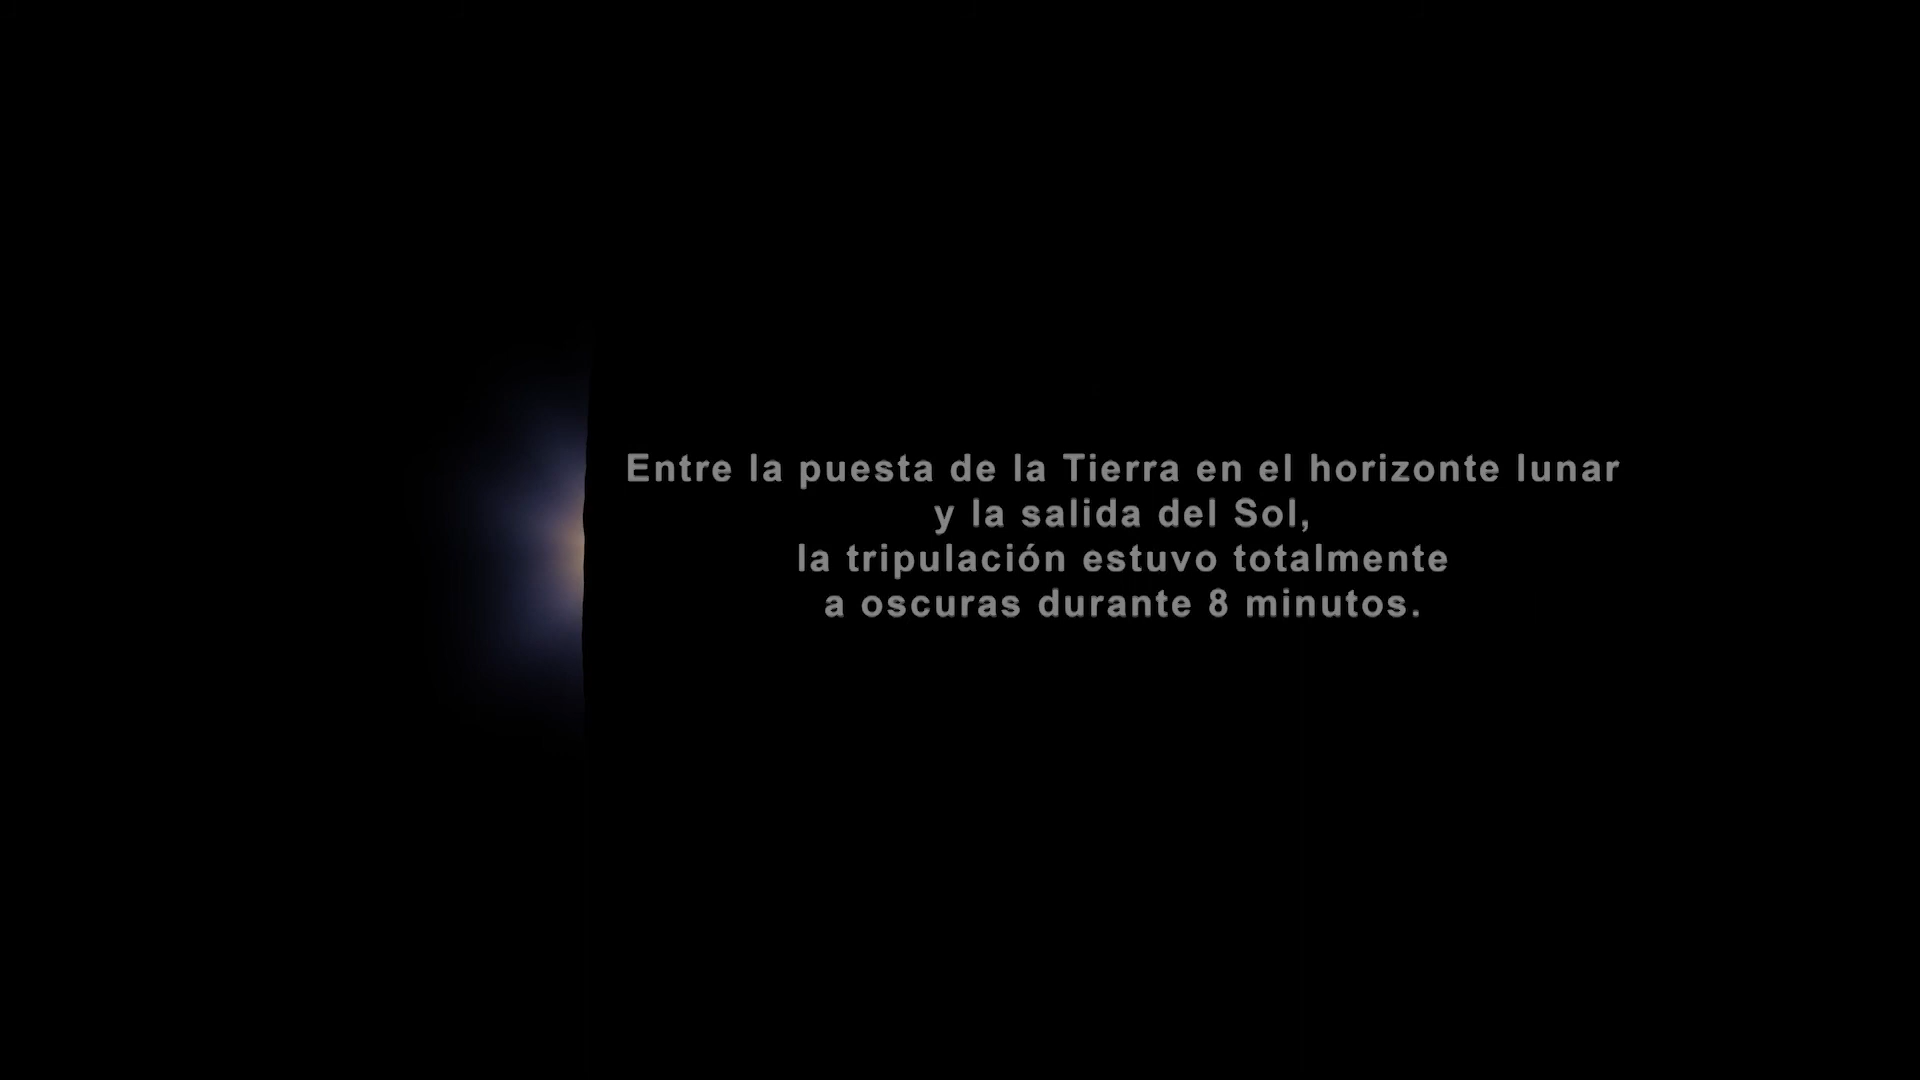 Entre la puesta de la Tierra en el horizonte lunar
y la salida del Sol,
la tripulación estuvo totalmente
a oscuras durante 8 minutos.